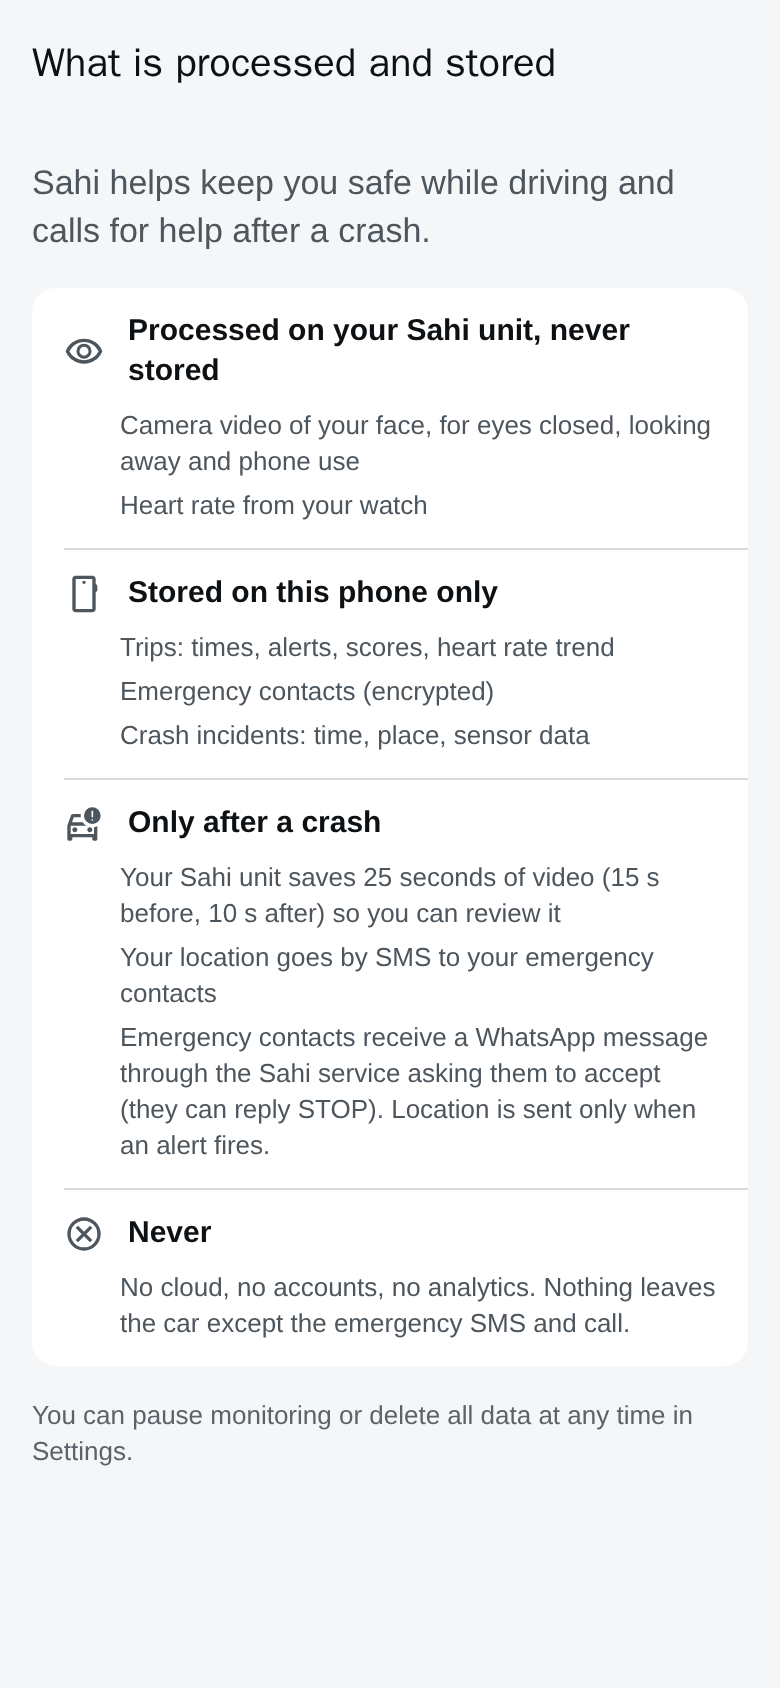 What is processed and stored
Sahi helps keep you safe while driving and
calls for help after a crash.
Processed on your Sahi unit, never
stored
Camera video of your face, for eyes closed, looking
away and phone use
Heart rate from your watch
Stored on this phone only
Trips: times, alerts, scores, heart rate trend
Emergency contacts (encrypted)
Crash incidents: time, place, sensor data
Only after a crash
Your Sahi unit saves 25 seconds of video (15 s
before, 10 s after) so you can review it
Your location goes by SMS to your emergency
contacts
Emergency contacts receive a WhatsApp message
through the Sahi service asking them to accept
(they can reply STOP). Location is sent only when
an alert fires.
Never
No cloud, no accounts, no analytics. Nothing leaves
the car except the emergency SMS and call.
You can pause monitoring or delete all data at any time in
Settings.